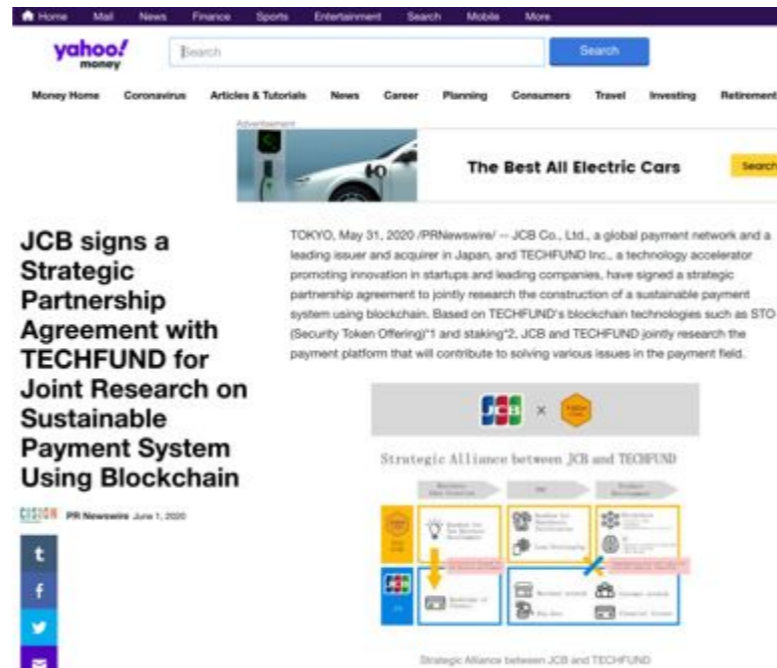 Home Mail News Finance Sports Entertainment Search Mobile More
yahoo!
money
Search
Search
Money Home Coronavirus Articles & Tutorials News Career Planning Consumers Travel Investing Retirement
Advertisement
The Best All Electric Cars
Search
JCB signs a
Strategic
Partnership
Agreement with
TECHFUND for
Joint Research on
Sustainable
Payment System
Using Blockchain
CISION PR Newswire June 1, 2020
TOKYO, May 31, 2020 /PRNewswire/ -- JCB Co., Ltd., a global payment network and a
leading issuer and acquirer in Japan, and TECHFUND Inc., a technology accelerator
promoting innovation in startups and leading companies, have signed a strategic
partnership agreement to jointly research the construction of a sustainable payment
system using blockchain. Based on TECHFUND's blockchain technologies such as STO
(Security Token Offering)*1 and staking*2, JCB and TECHFUND jointly research the
payment platform that will contribute to solving various issues in the payment field.
JCB ×
Strategic Alliance between JCB and TECHFUND
JCB
Strategic Alliance between JCB and TECHFUND